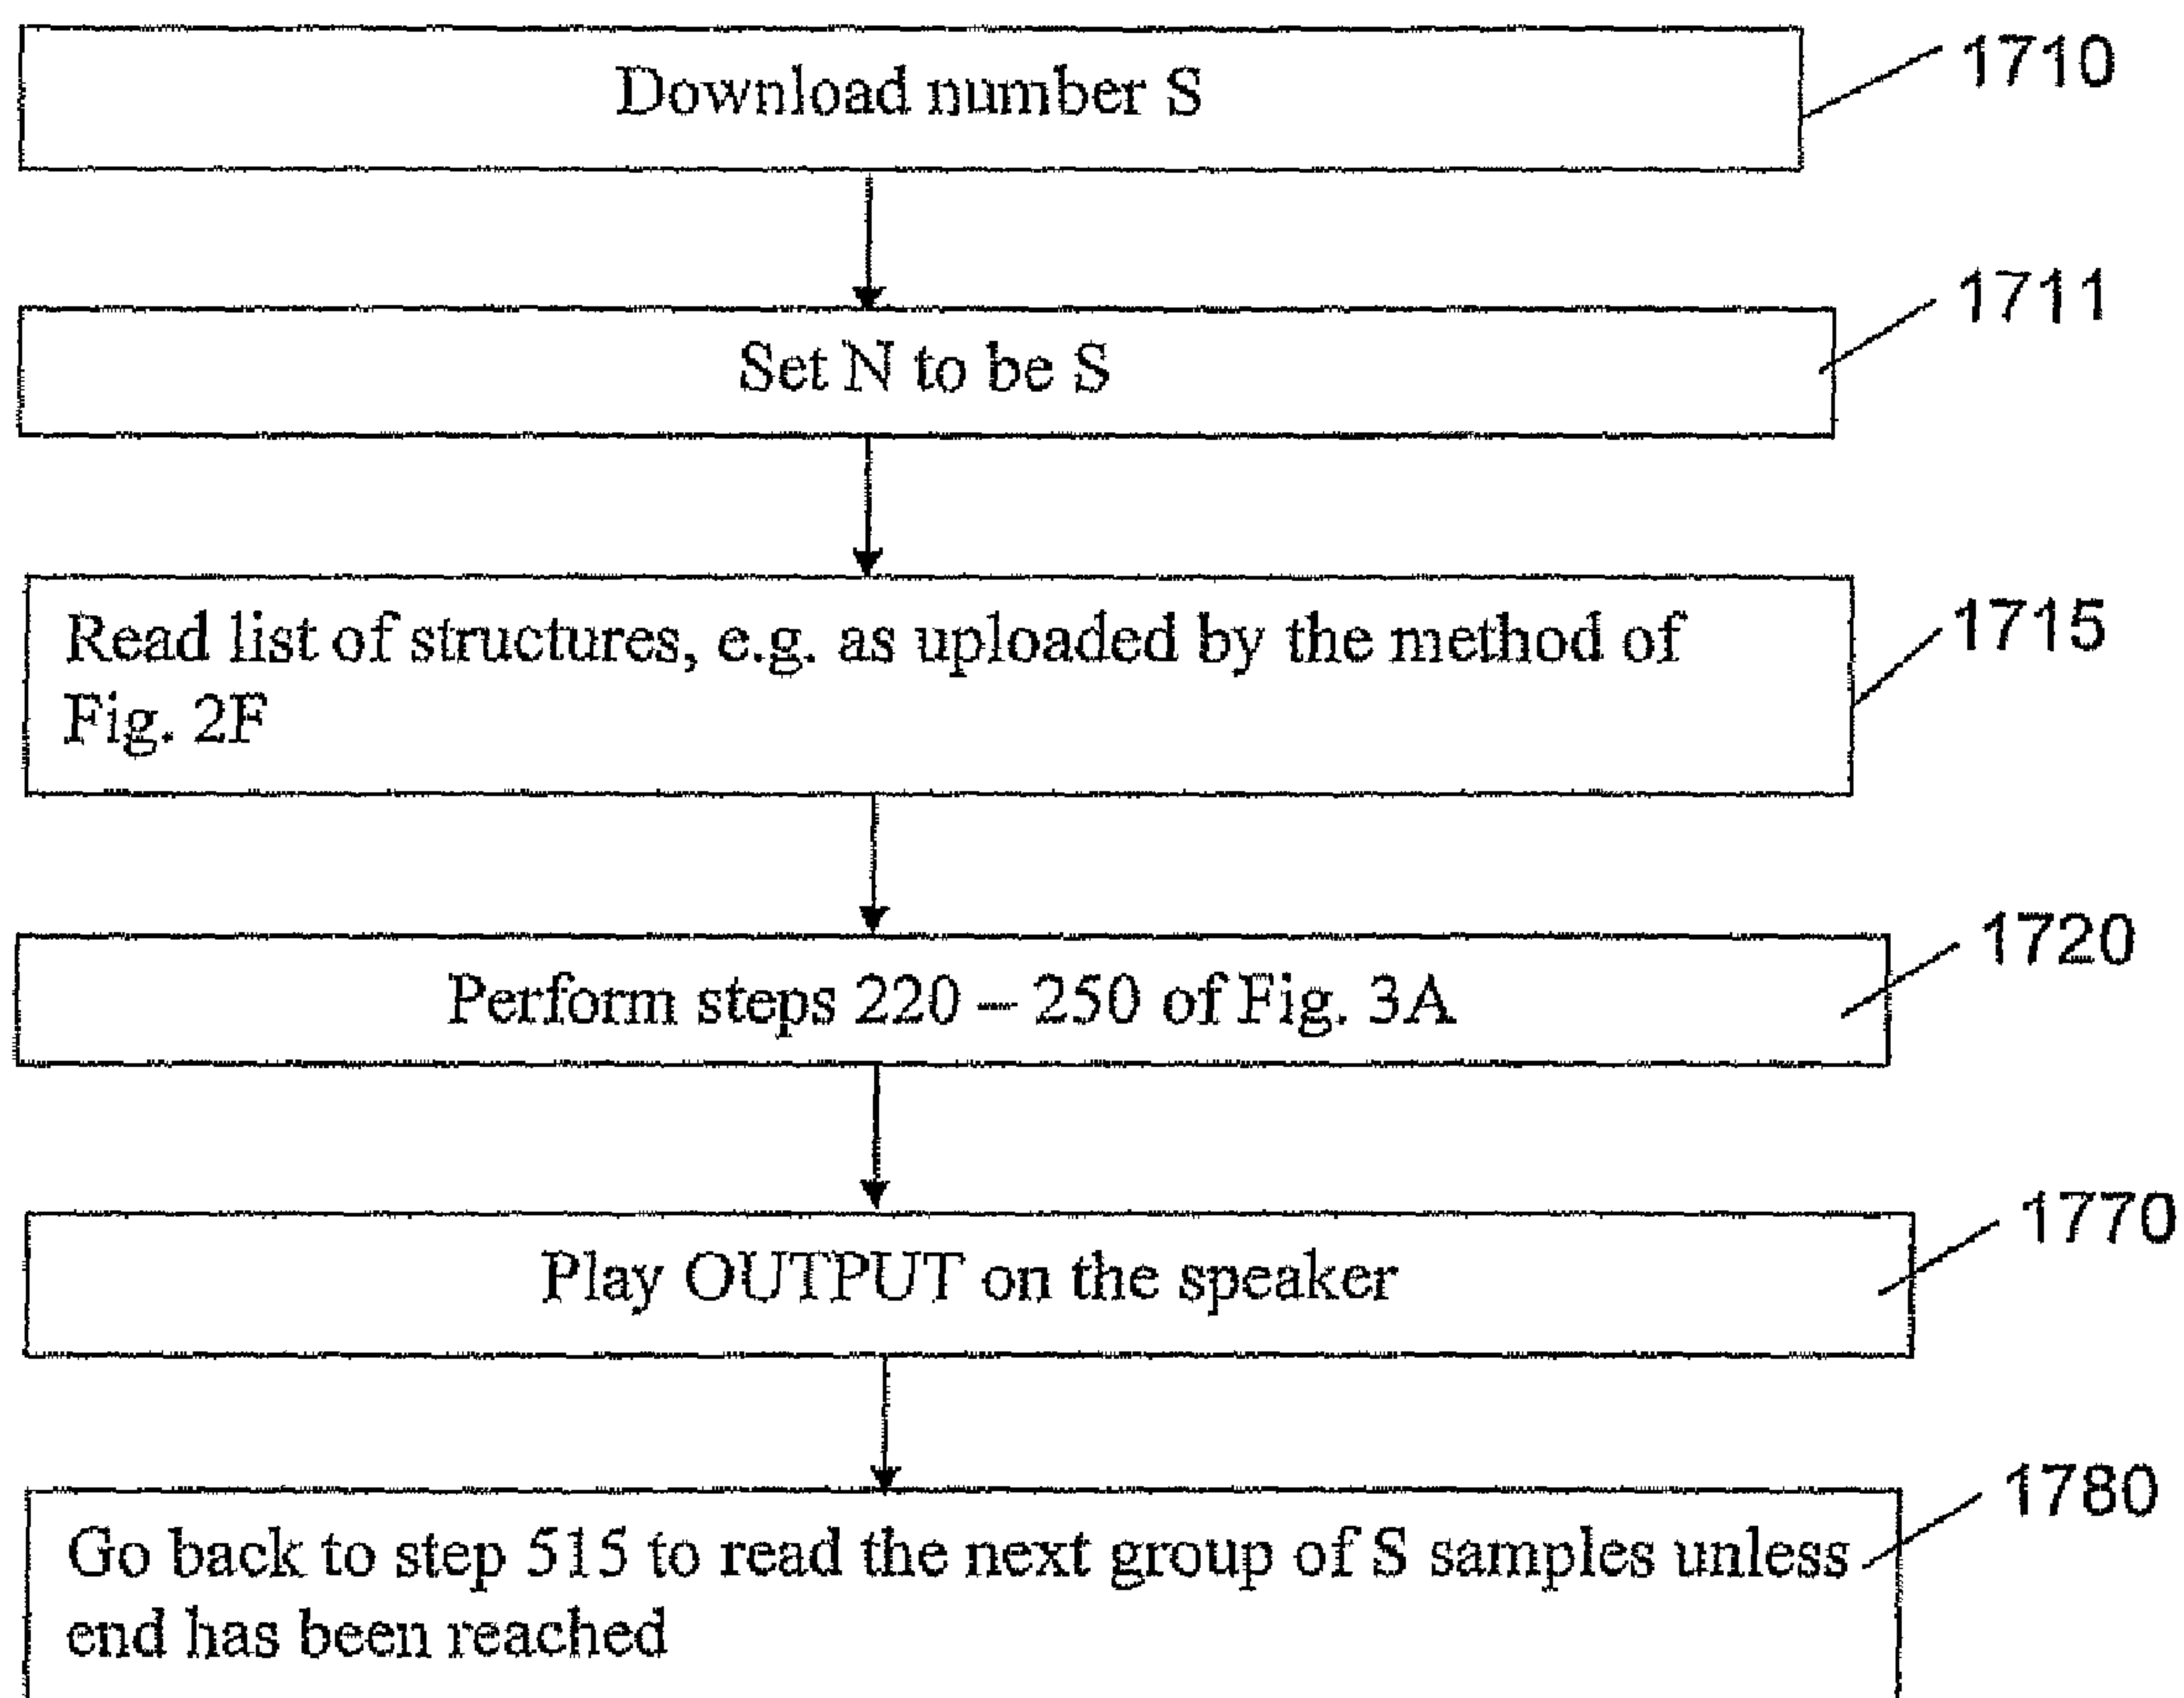 Download number S
1710
Set N to be S
1711
Read list of structures, e.g. as uploaded by the method of
Fig. 2F
1715
Perform steps 220 – 250 of Fig. 3A
1720
Play OUTPUT on the speaker
1770
Go back to step 515 to read the next group of S samples unless
end has been reached
1780